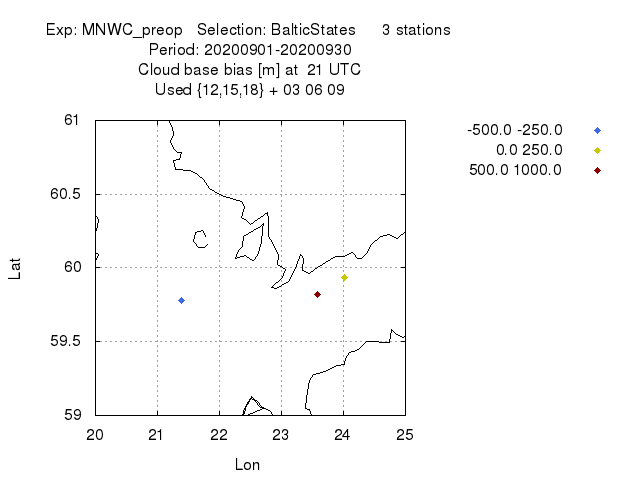 Exp: MNWC_preop Selection: BalticStates 3 stations
Period: 20200901-20200930
Cloud base bias [m] at 21 UTC
Used {12,15,18} + 03 06 09
-500.0 -250.0
0.0 250.0
500.0 1000.0
61
60.5
60
59.5
59
Lat
20 21 22 23 24 25
Lon